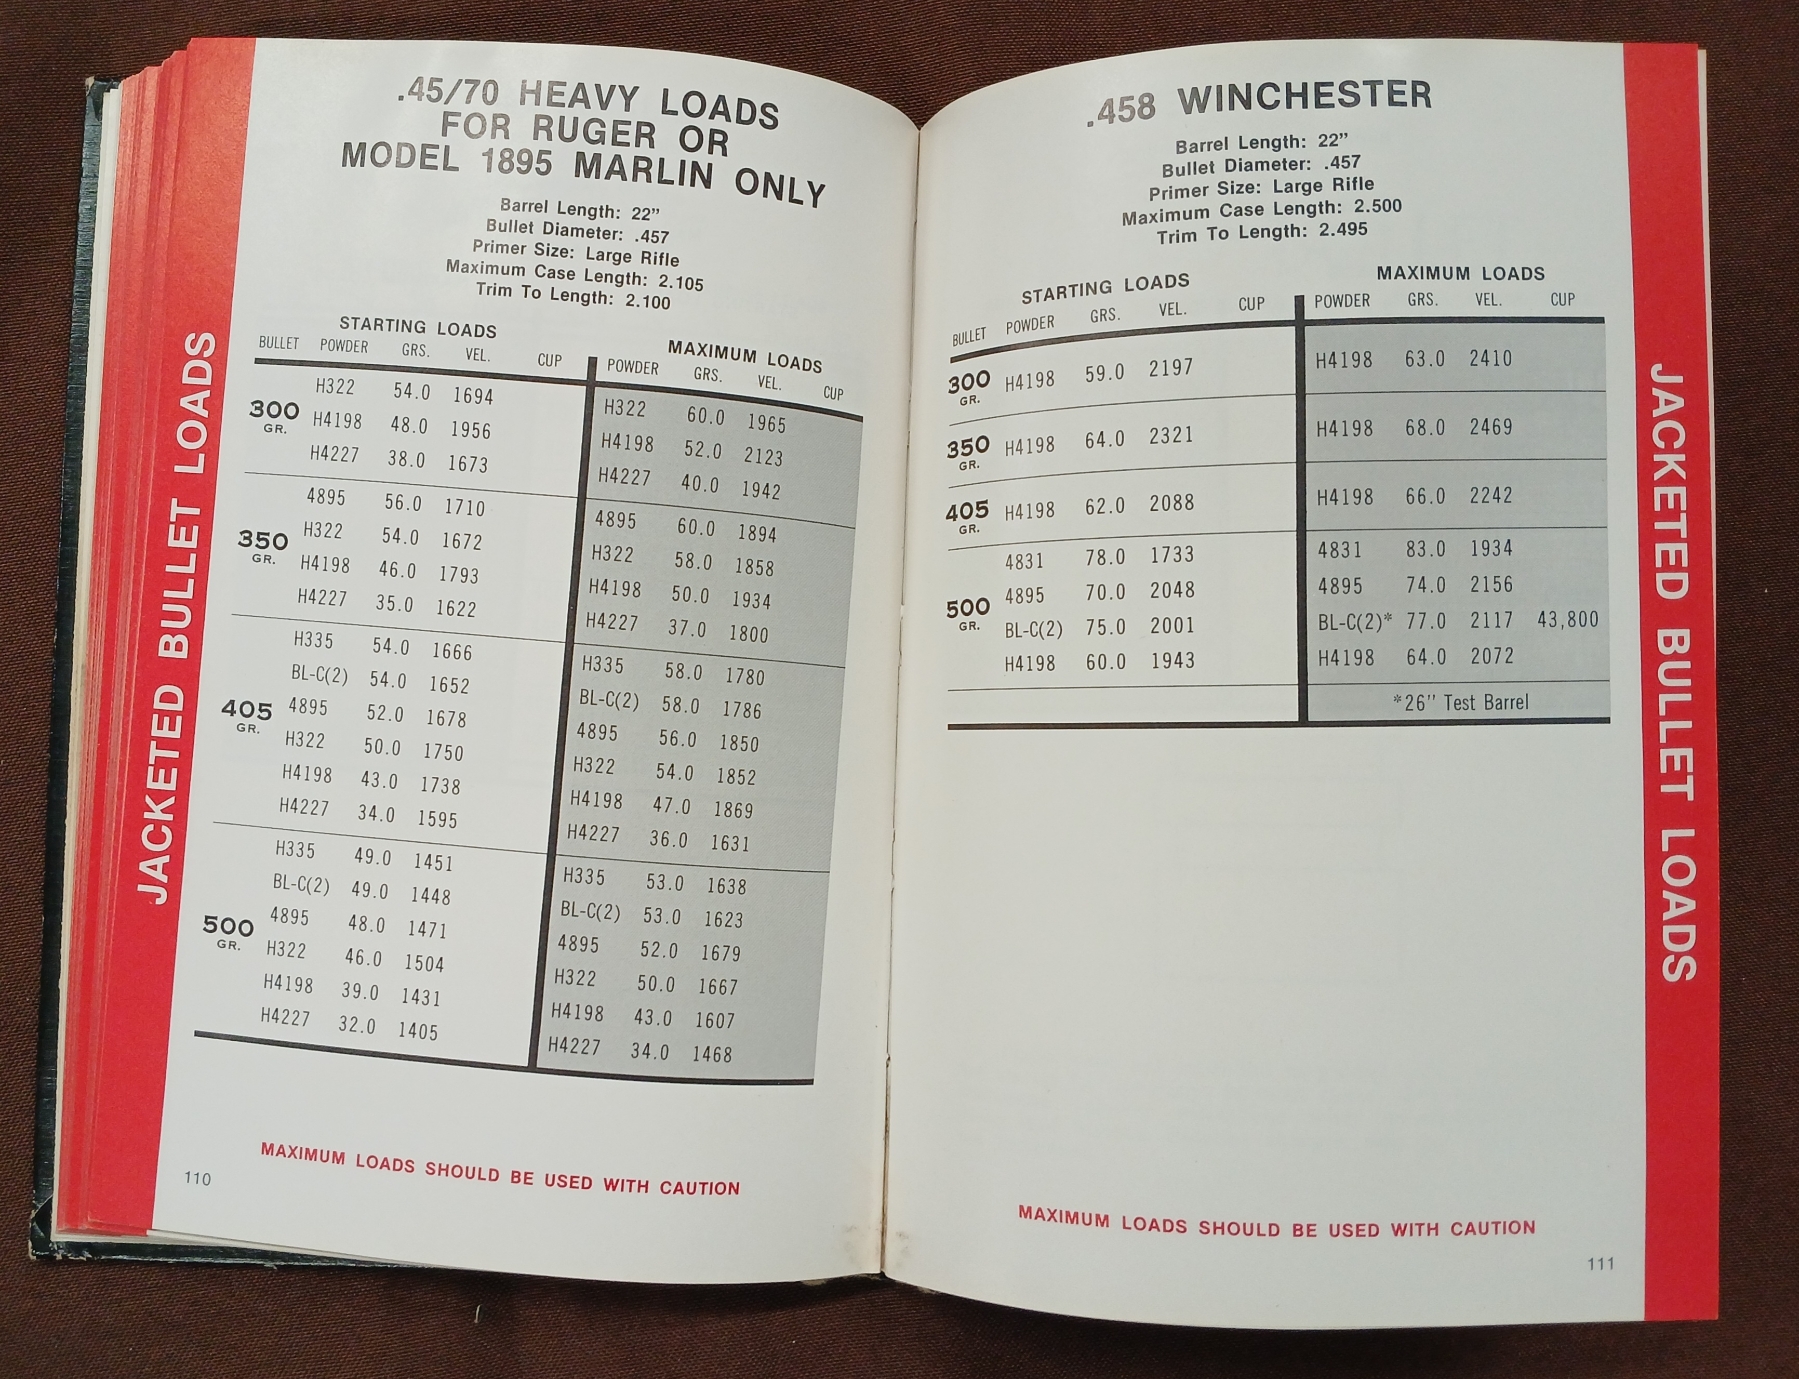 JACKETED BULLET LOADS
.45/70 HEAVY LOADS
FOR RUGER OR
MODEL 1895 MARLIN ONLY
Barrel Length: 22"
Bullet Diameter: .457
Primer Size: Large Rifle
Maximum Case Length: 2.105
Trim To Length: 2.100
STARTING LOADS MAXIMUM LOADS
BULLET POWDER GRS. VEL. CUP POWDER GRS. VEL. CUP
300 GR.
H322 54.0 1694 H322 60.0 1965
H4198 48.0 1956 H4198 52.0 2123
H4227 38.0 1673 H4227 40.0 1942
350 GR.
4895 56.0 1710 4895 60.0 1894
H322 54.0 1672 H322 58.0 1858
H4198 46.0 1793 H4198 50.0 1934
H4227 35.0 1622 H4227 37.0 1800
405 GR.
H335 54.0 1666 H335 58.0 1780
BL-C(2) 54.0 1652 BL-C(2) 58.0 1786
4895 52.0 1678 4895 56.0 1850
H322 50.0 1750 H322 54.0 1852
H4198 43.0 1738 H4198 47.0 1869
H4227 34.0 1595 H4227 36.0 1631
500 GR.
H335 49.0 1451 H335 53.0 1638
BL-C(2) 49.0 1448 BL-C(2) 53.0 1623
4895 48.0 1471 4895 52.0 1679
H322 46.0 1504 H322 50.0 1667
H4198 39.0 1431 H4198 43.0 1607
H4227 32.0 1405 H4227 34.0 1468
MAXIMUM LOADS SHOULD BE USED WITH CAUTION
110
.458 WINCHESTER
Barrel Length: 22"
Bullet Diameter: .457
Primer Size: Large Rifle
Maximum Case Length: 2.500
Trim To Length: 2.495
STARTING LOADS MAXIMUM LOADS
BULLET POWDER GRS. VEL. CUP POWDER GRS. VEL. CUP
300 GR. H4198 59.0 2197 H4198 63.0 2410
350 GR. H4198 64.0 2321 H4198 68.0 2469
405 GR. H4198 62.0 2088 H4198 66.0 2242
500 GR.
4831 78.0 1733 4831 83.0 1934
4895 70.0 2048 4895 74.0 2156
BL-C(2) 75.0 2001 BL-C(2)* 77.0 2117 43,800
H4198 60.0 1943 H4198 64.0 2072
*26" Test Barrel
MAXIMUM LOADS SHOULD BE USED WITH CAUTION
111
JACKETED BULLET LOADS